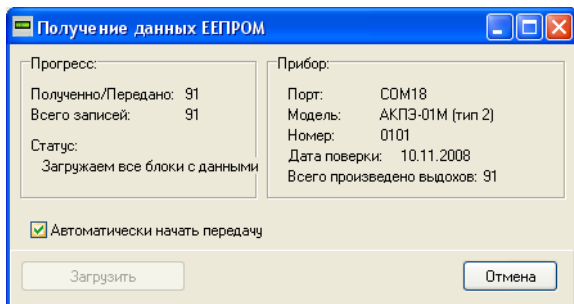 Получение данных ЕЕПРОМ
Прогресс:
Полученно/Передано: 91
Всего записей: 91
Статус:
Загружаем все блоки с данными
Прибор:
Порт: COM18
Модель: АКПЭ-01М (тип 2)
Номер: 0101
Дата поверки: 10.11.2008
Всего произведено выдохов: 91
Автоматически начать передачу
Загрузить
Отмена